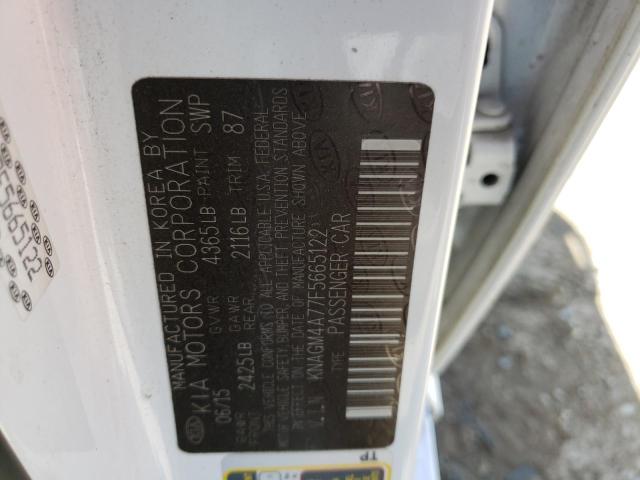 MANUFACTURED IN KOREA BY
KIA MOTORS CORPORATION
06/15 GVWR 4365LB PAINT SWP
GAWR FRONT 2425LB GAWR REAR 2116LB TRIM 87
THIS VEHICLE CONFORMS TO ALL APPLICABLE U.S.A. FEDERAL
MOTOR VEHICLE SAFETY, BUMPER, AND THEFT PREVENTION STANDARDS
IN EFFECT ON THE DATE OF MANUFACTURE SHOWN ABOVE.
V.I.N KNAGM4A77F5665122
TYPE PASSENGER CAR
KIA
TP
5665122